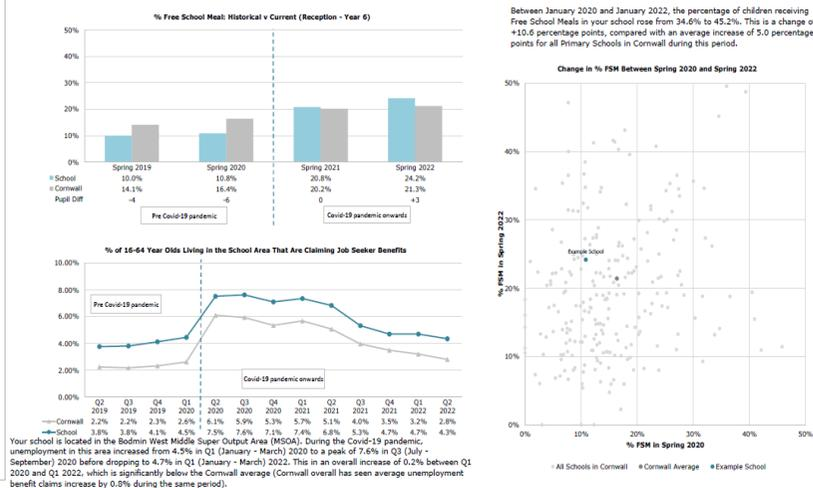 % Free School Meal: Historical v Current (Reception - Year 6)
50%
40%
30%
20%
10%
0%
Spring 2019 Spring 2020 Spring 2021 Spring 2022
School 10.0% 10.8% 20.8% 24.2%
Cornwall 14.1% 16.4% 20.2% 21.3%
Pupil Diff -4 -6 0 +3
Pre Covid-19 pandemic Covid-19 pandemic onwards
% of 16-64 Year Olds Living in the School Area That Are Claiming Job Seeker Benefits
10.00%
8.00%
6.00%
4.00%
2.00%
0.00%
Pre Covid-19 pandemic
Covid-19 pandemic onwards
Q2 Q3 Q4 Q1 Q2 Q3 Q4 Q1 Q2 Q3 Q4 Q1 Q2
2019 2019 2019 2020 2020 2020 2020 2021 2021 2021 2021 2022 2022
Cornwall 2.2% 2.2% 2.3% 2.6% 6.1% 5.9% 5.3% 5.7% 5.1% 4.0% 3.5% 3.2% 2.8%
School 3.8% 3.8% 4.1% 4.5% 7.5% 7.6% 7.1% 7.4% 6.8% 5.3% 4.7% 4.7% 4.3%
Your school is located in the Bodmin West Middle Super Output Area (MSOA). During the Covid-19 pandemic,
unemployment in this area increased from 4.5% in Q1 (January - March) 2020 to a peak of 7.6% in Q3 (July -
September) 2020 before dropping to 4.7% in Q1 (January - March) 2022. This in an overall increase of 0.2% between Q1
2020 and Q1 2022, which is significantly below the Cornwall average (Cornwall overall has seen average unemployment
benefit claims increase by 0.8% during the same period).
Between January 2020 and January 2022, the percentage of children receiving
Free School Meals in your school rose from 34.6% to 45.2%. This is a change o
+10.6 percentage points, compared with an average increase of 5.0 percentage
points for all Primary Schools in Cornwall during this period.
Change in % FSM Between Spring 2020 and Spring 2022
50%
40%
30%
20%
10%
0%
% FSM in Spring 2022
Example School
0% 10% 20% 30% 40% 50%
% FSM in Spring 2020
All Schools in Cornwall Cornwall Average Example School